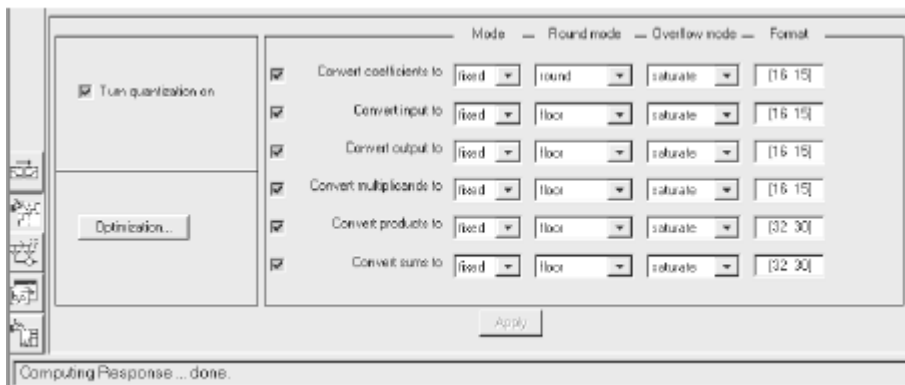 Mode Round mode Overflow mode Format
Turn quantization on
Convert coefficients to fixed round saturate [16 15]
Convert input to fixed floor saturate [16 15]
Convert output to fixed floor saturate [16 15]
Convert multiplicands to fixed floor saturate [16 15]
Optimization...
Convert products to fixed floor saturate [32 30]
Convert sums to fixed floor saturate [32 30]
Apply
Computing Response ... done.